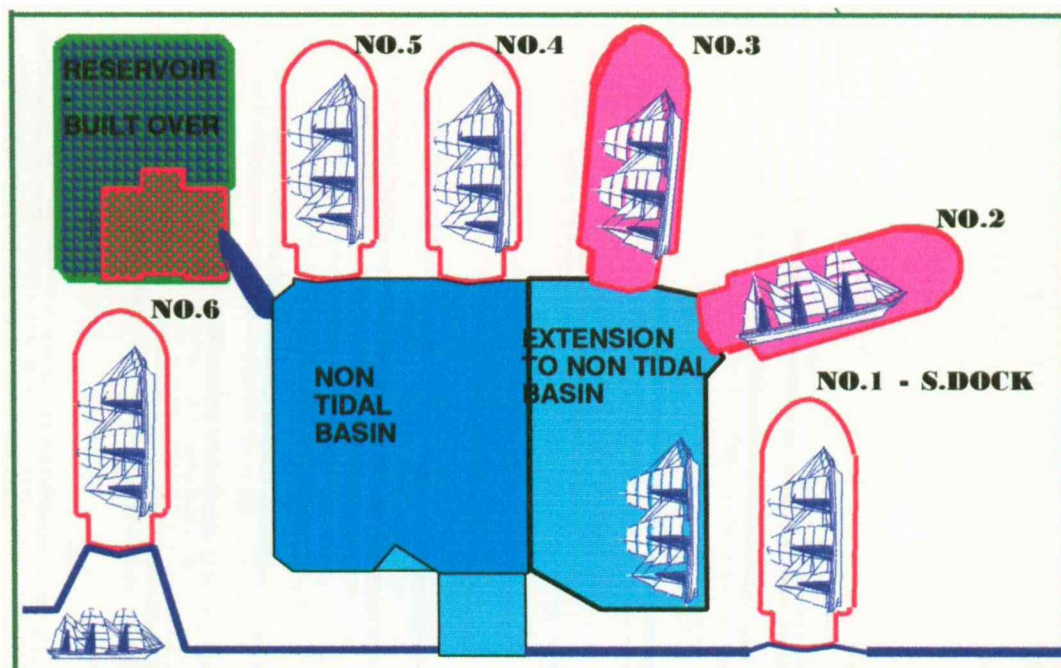 RESERVOIR
BUILT OVER
NO.5
NO.4
NO.3
NO.2
NO.6
NON
TIDAL
BASIN
EXTENSION
TO NON TIDAL
BASIN
NO.1 - S.DOCK